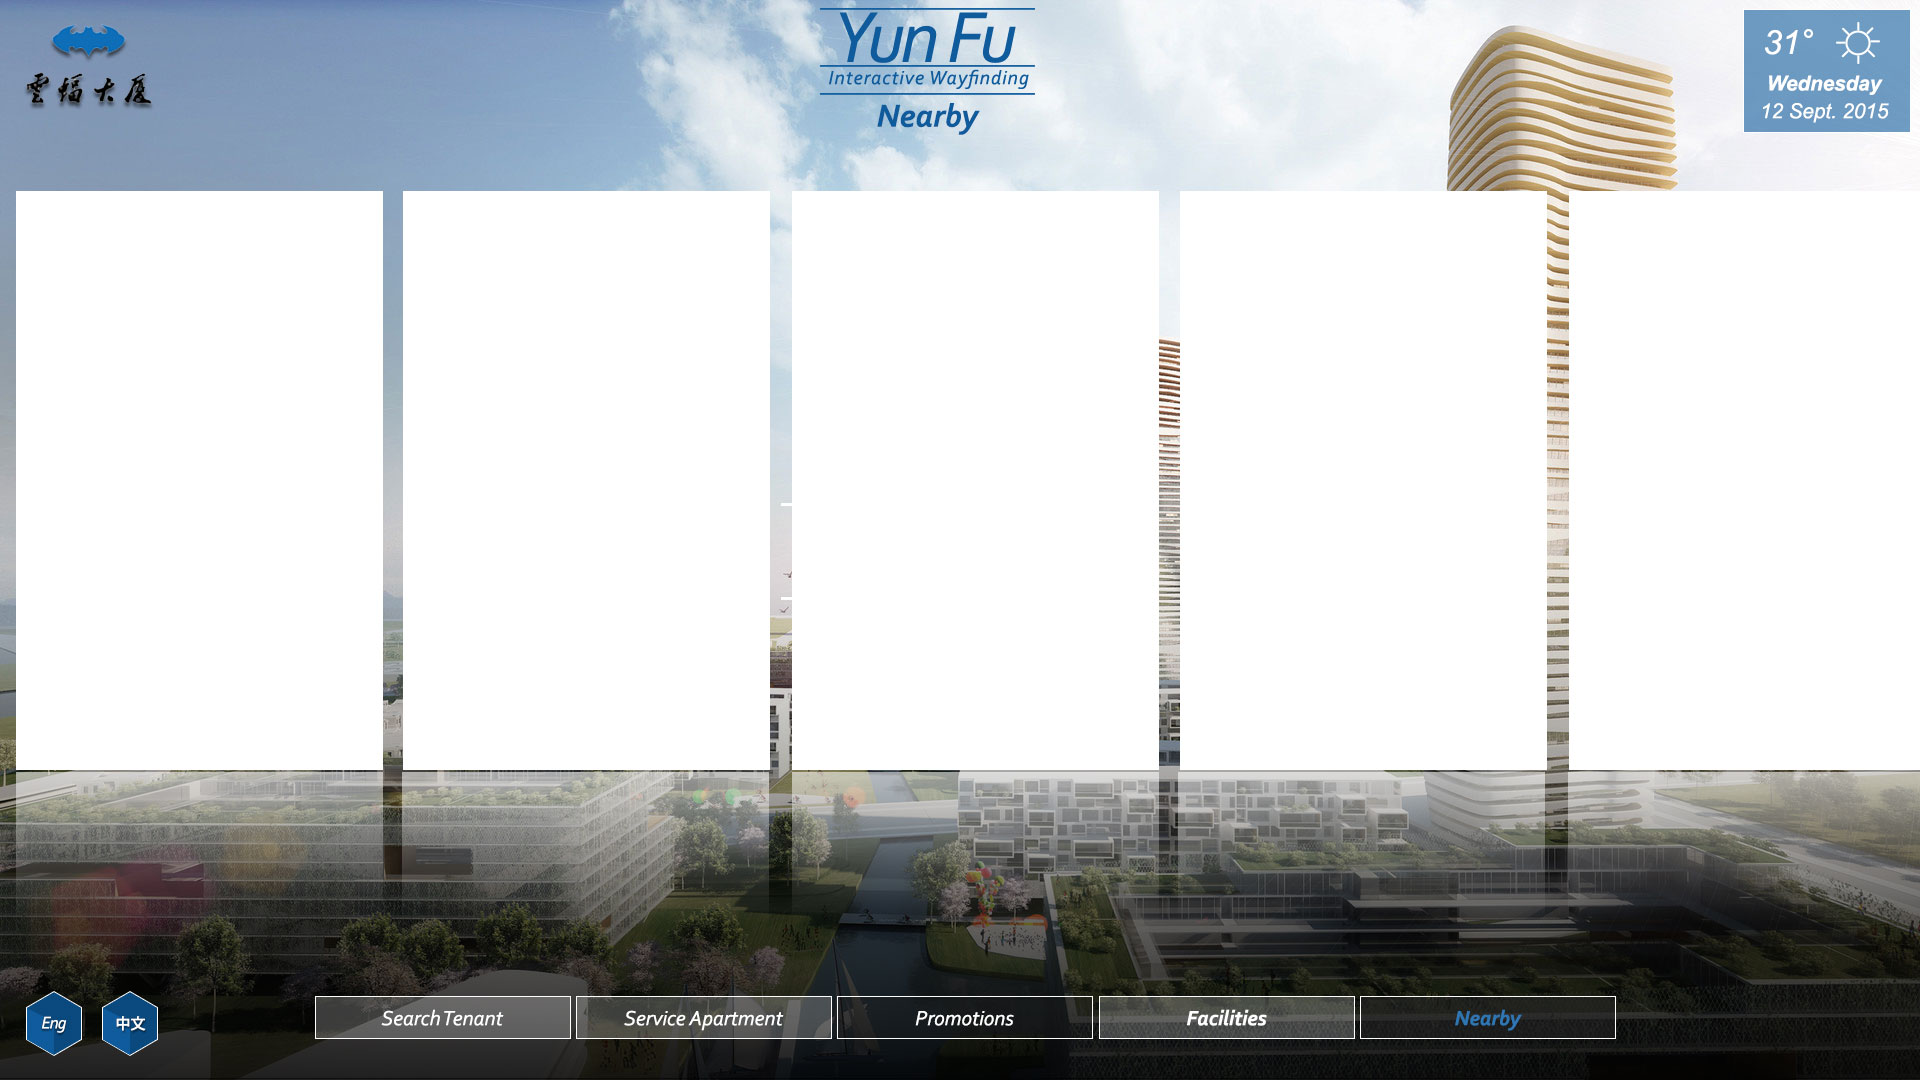 雲福大厦
Yun Fu
Interactive Wayfinding
Nearby
31°
Wednesday
12 Sept. 2015
Eng
中文
Search Tenant
Service Apartment
Promotions
Facilities
Nearby